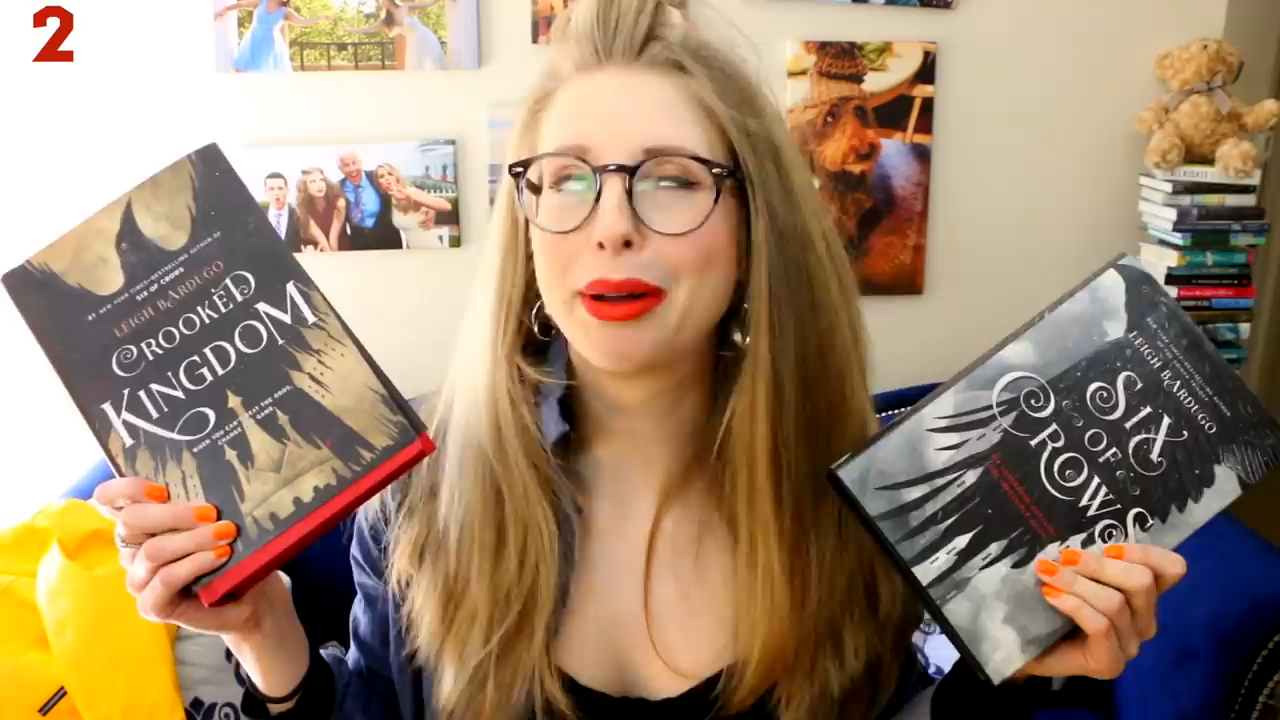 2
#1 NEW YORK TIMES-BESTSELLING AUTHOR OF
SIX OF CROWS
LEIGH BARDUGO
CROOKED
KINGDOM
WHEN YOU CAN'T BEAT THE ODDS,
CHANGE THE GAME.
LEIGH BARDUGO
SIX
OF
CROWS